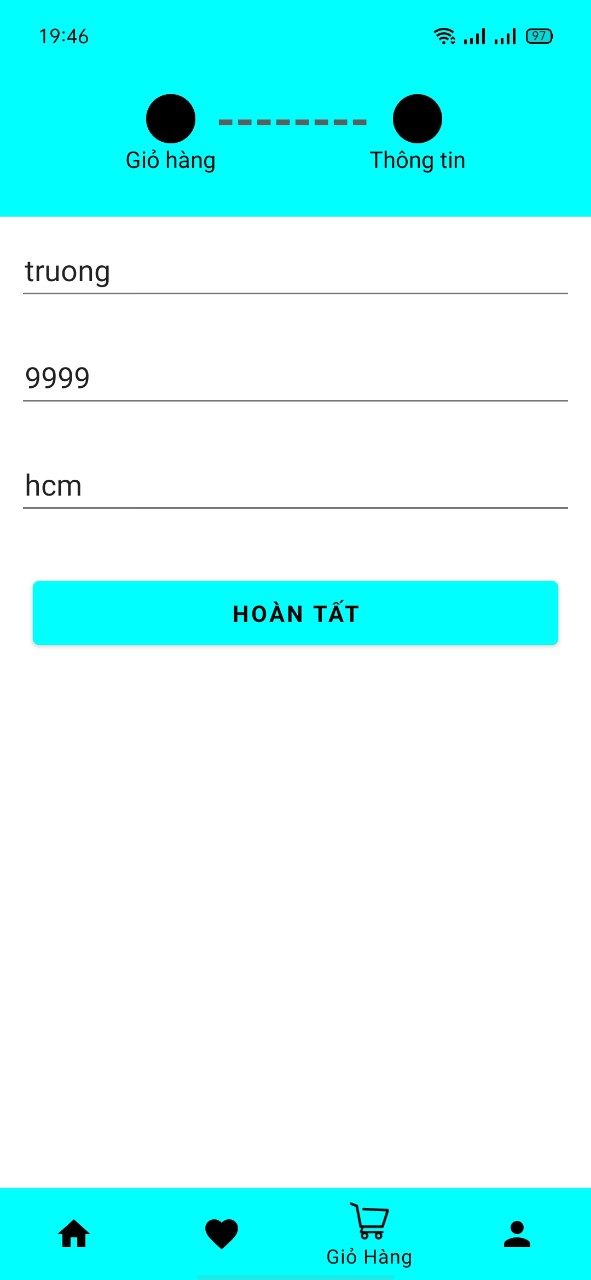 19:46
97
Giỏ hàng
Thông tin
truong
9999
hcm
HOÀN TẤT
Giỏ Hàng